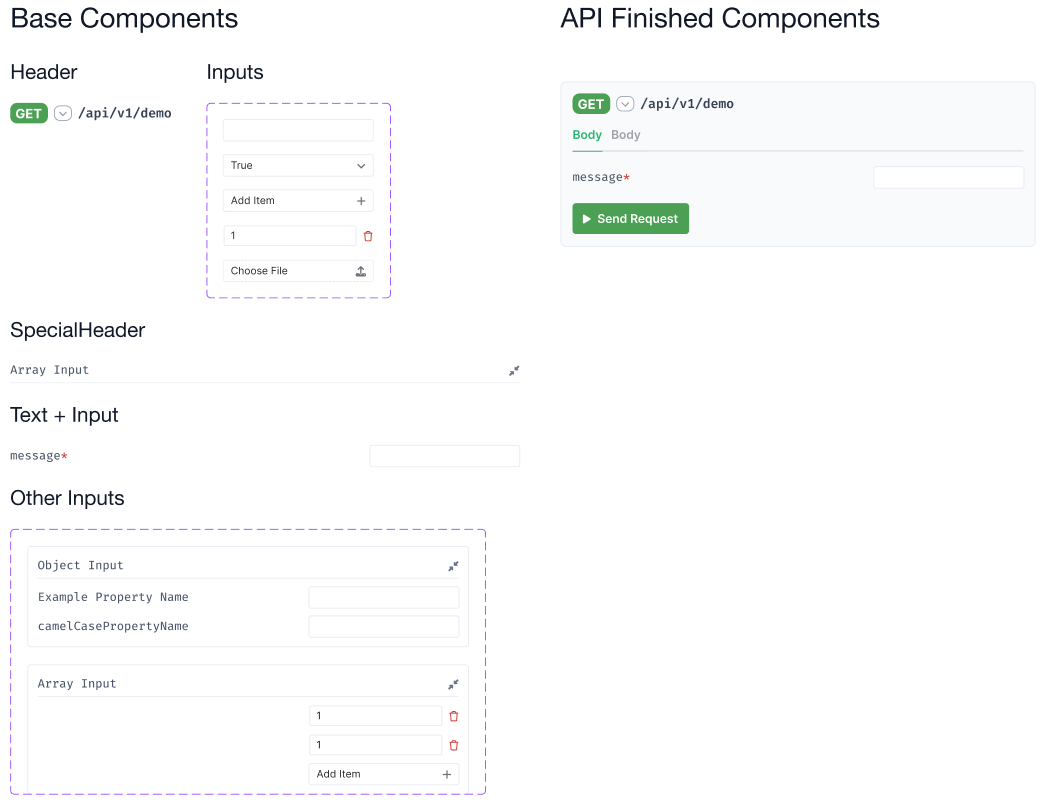 Base Components
Header
GET /api/v1/demo
Inputs
True
Add Item
1
Choose File
SpecialHeader
Array Input
Text + Input
message*
Other Inputs
Object Input
Example Property Name
camelCasePropertyName
Array Input
1
1
Add Item
API Finished Components
GET /api/v1/demo
Body Body
message*
Send Request